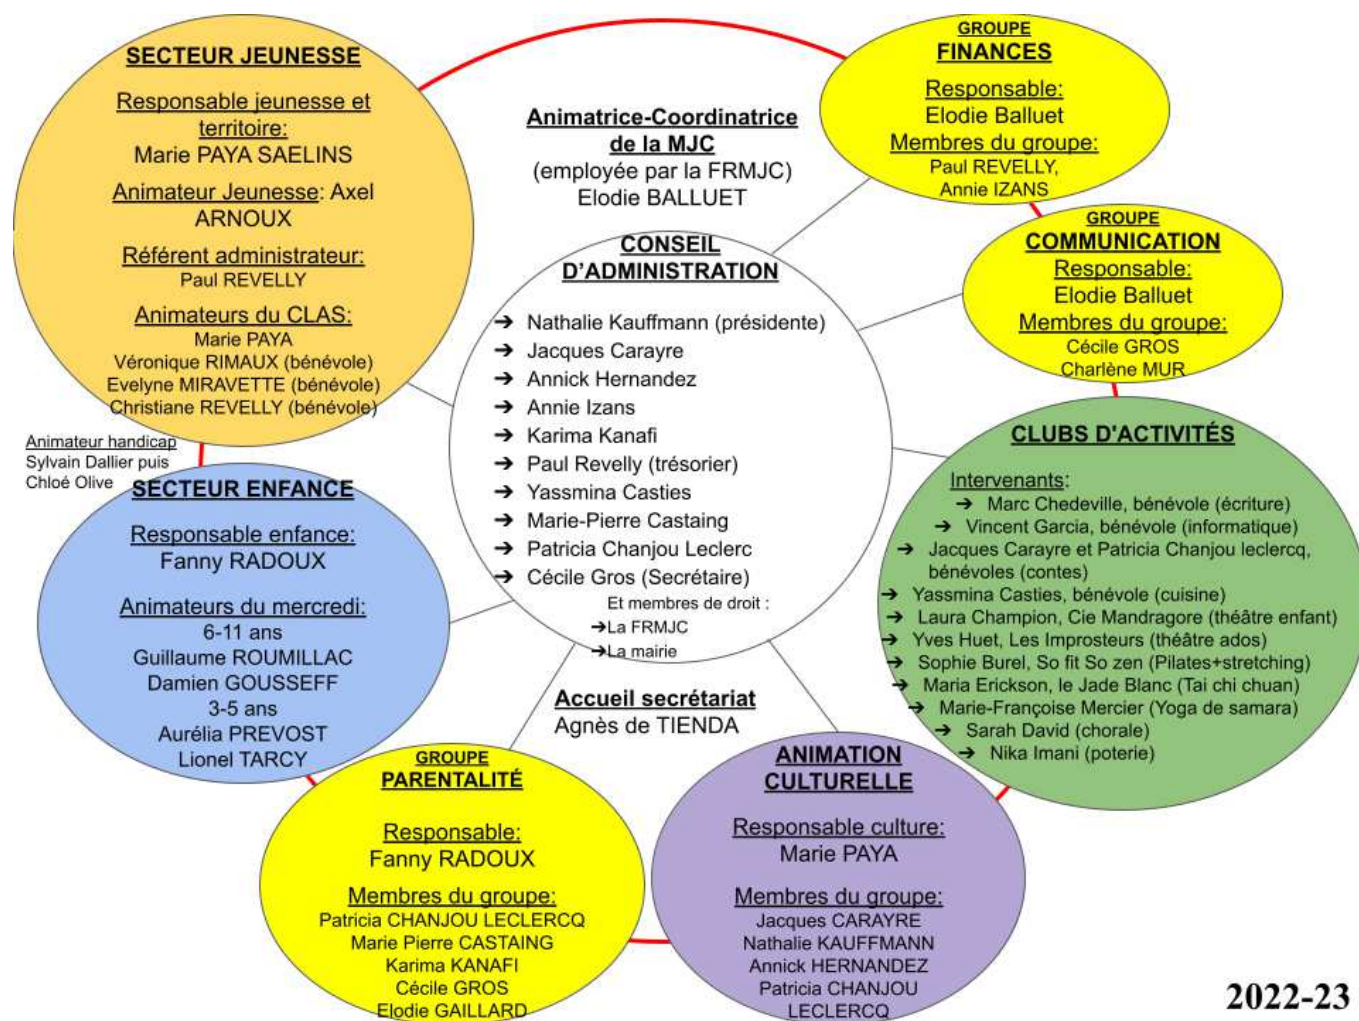 SECTEUR JEUNESSE
Responsable jeunesse et
territoire:
Marie PAYA SAELINS
Animateur Jeunesse: Axel
ARNOUX
Référent administrateur:
Paul REVELLY
Animateurs du CLAS:
Marie PAYA
Véronique RIMAUX (bénévole)
Evelyne MIRAVETTE (bénévole)
Christiane REVELLY (bénévole)
Animatrice-Coordinatrice
de la MJC
(employée par la FRMJC)
Elodie BALLUET
GROUPE
FINANCES
Responsable:
Elodie Balluet
Membres du groupe:
Paul REVELLY,
Annie IZANS
GROUPE
COMMUNICATION
Responsable:
Elodie Balluet
Membres du groupe:
Cécile GROS
Charlène MUR
CONSEIL
D'ADMINISTRATION
➔ Nathalie Kauffmann (présidente)
➔ Jacques Carayre
➔ Annick Hernandez
➔ Annie Izans
➔ Karima Kanafi
➔ Paul Revelly (trésorier)
➔ Yassmina Casties
➔ Marie-Pierre Castaing
➔ Patricia Chanjou Leclerc
➔ Cécile Gros (Secrétaire)
Et membres de droit :
➔La FRMJC
➔La mairie
Animateur handicap
Sylvain Dallier puis
Chloé Olive
SECTEUR ENFANCE
Responsable enfance:
Fanny RADOUX
Animateurs du mercredi:
6-11 ans
Guillaume ROUMILLAC
Damien GOUSSEFF
3-5 ans
Aurélia PREVOST
Lionel TARCY
CLUBS D'ACTIVITÉS
Intervenants:
➔ Marc Chedeville, bénévole (écriture)
➔ Vincent Garcia, bénévole (informatique)
➔ Jacques Carayre et Patricia Chanjou leclercq,
bénévoles (contes)
➔ Yassmina Casties, bénévole (cuisine)
➔ Laura Champion, Cie Mandragore (théâtre enfant)
➔ Yves Huet, Les Improsteurs (théâtre ados)
➔ Sophie Burel, So fit So zen (Pilates+stretching)
➔ Maria Erickson, le Jade Blanc (Tai chi chuan)
➔ Marie-Françoise Mercier (Yoga de samara)
➔ Sarah David (chorale)
➔ Nika Imani (poterie)
Accueil secrétariat
Agnès de TIENDA
GROUPE
PARENTALITÉ
Responsable:
Fanny RADOUX
Membres du groupe:
Patricia CHANJOU LECLERCQ
Marie Pierre CASTAING
Karima KANAFI
Cécile GROS
Elodie GAILLARD
ANIMATION
CULTURELLE
Responsable culture:
Marie PAYA
Membres du groupe:
Jacques CARAYRE
Nathalie KAUFFMANN
Annick HERNANDEZ
Patricia CHANJOU
LECLERCQ
2022-23